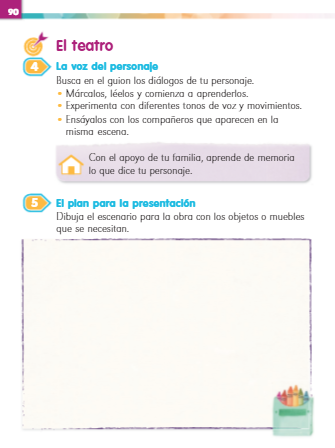 90
El teatro
4 La voz del personaje
Busca en el guion los diálogos de tu personaje.
• Márcalos, léelos y comienza a aprenderlos.
• Experimenta con diferentes tonos de voz y movimientos.
• Ensáyalos con los compañeros que aparecen en la
misma escena.
Con el apoyo de tu familia, aprende de memoria
lo que dice tu personaje.
5 El plan para la presentación
Dibuja el escenario para la obra con los objetos o muebles
que se necesitan.